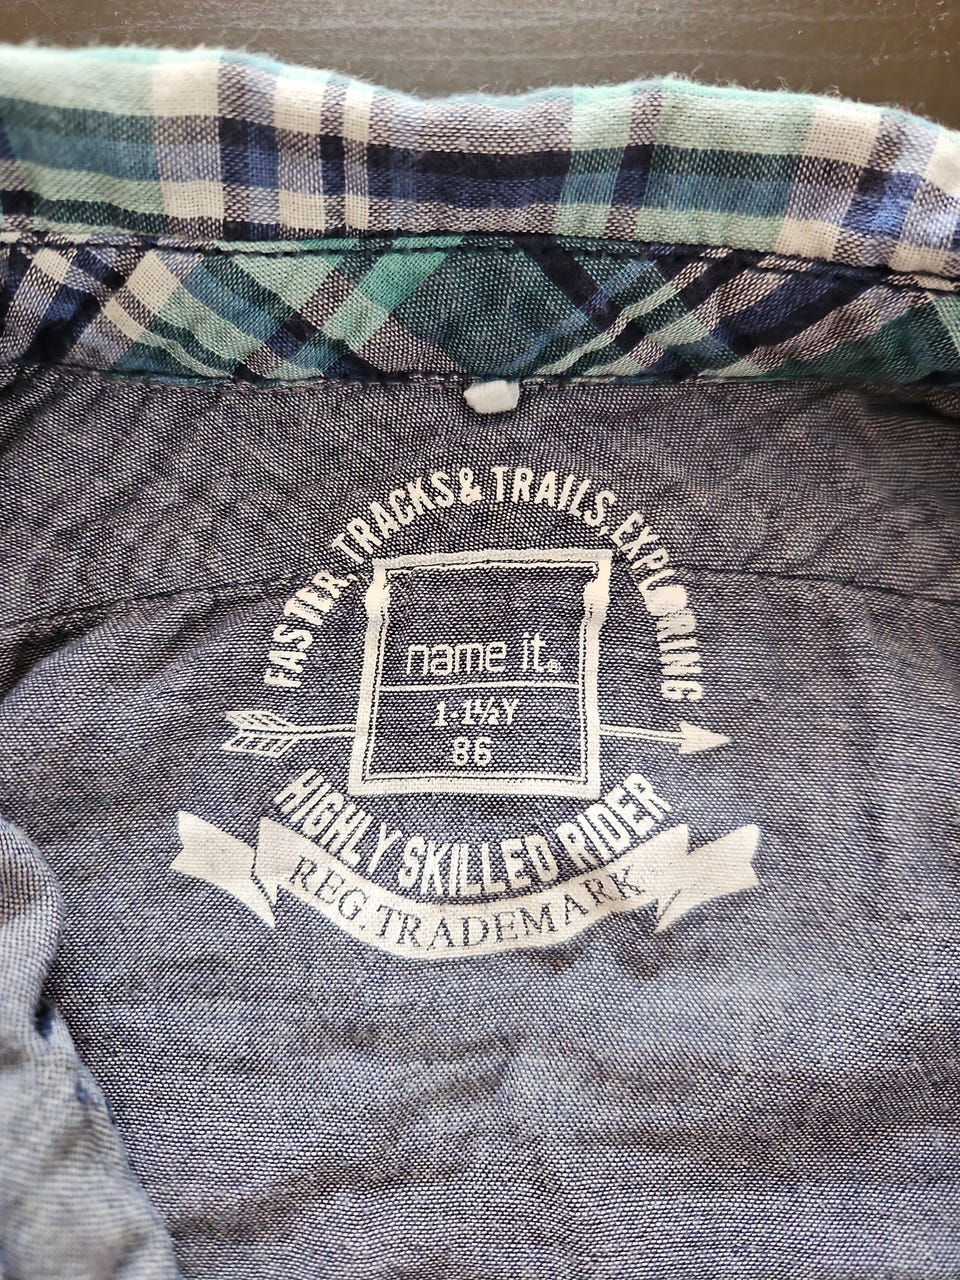 FASTER, TRACKS & TRAILS.EXPLORING
name it®
1-1½Y
86
HIGHLY SKILLED RIDER
REG.TRADEMARK